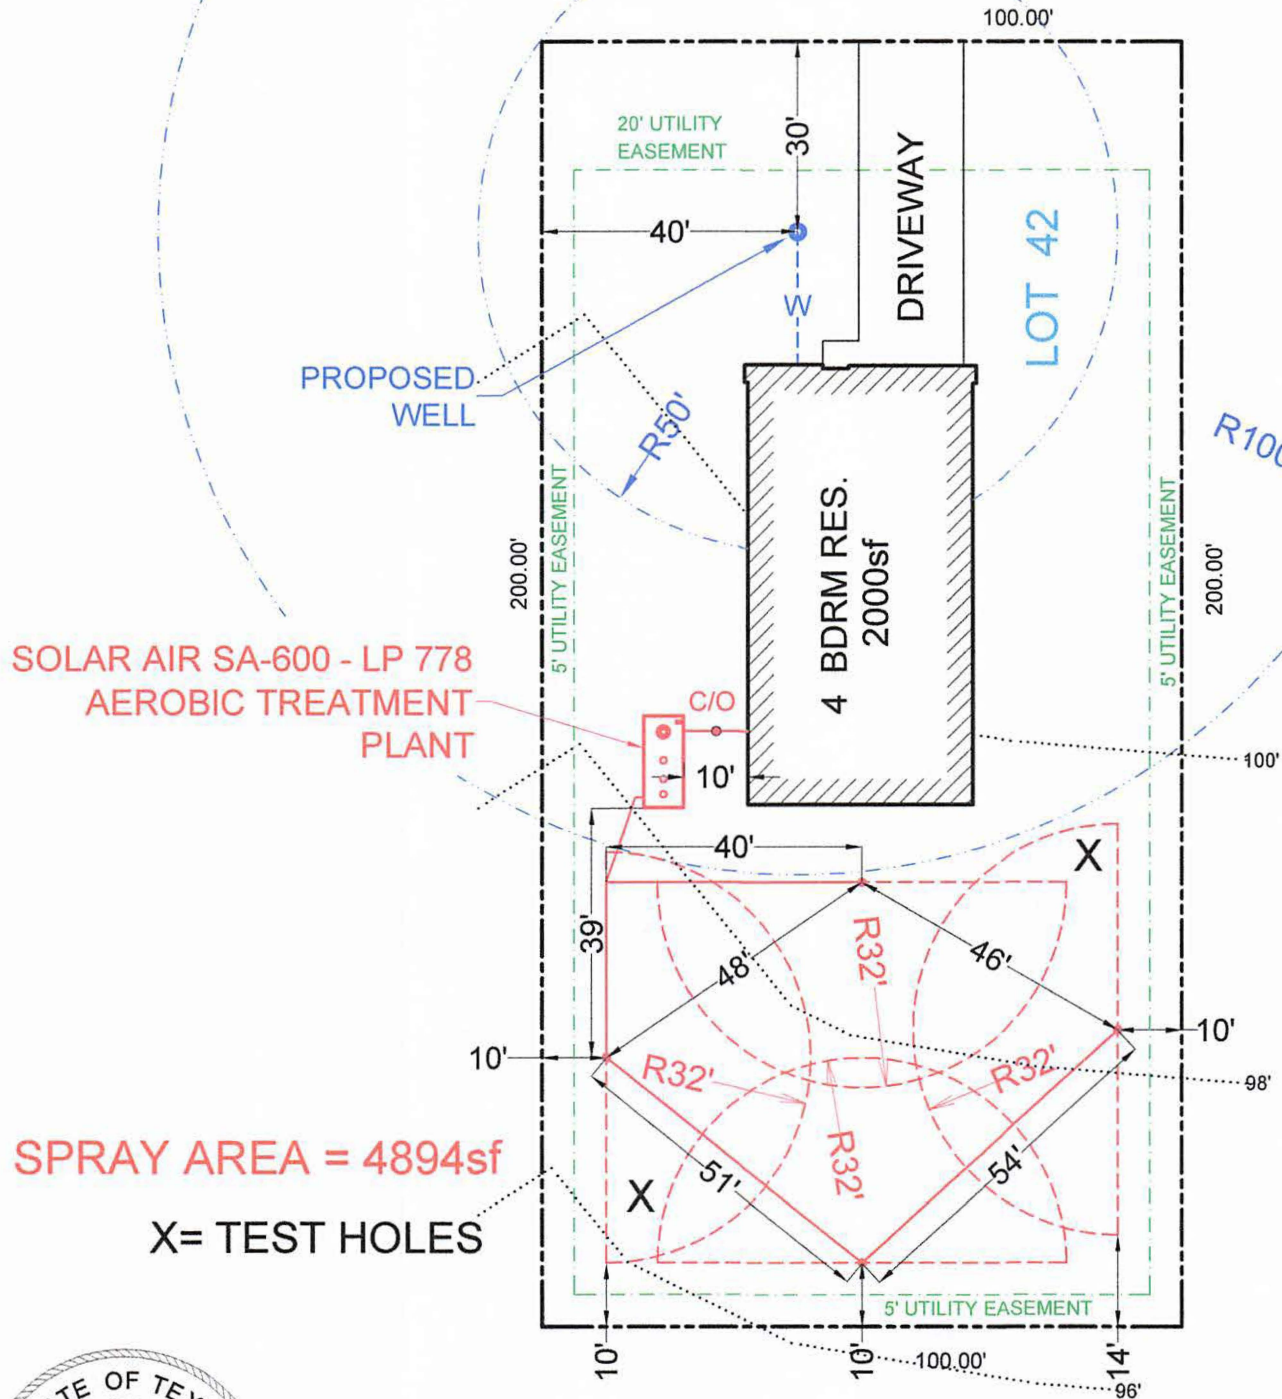 100.00'
20' UTILITY
EASEMENT
30'
40'
DRIVEWAY
LOT 42
W
PROPOSED
WELL
R50'
R100
5' UTILITY EASEMENT
200.00'
4 BDRM RES.
2000sf
5' UTILITY EASEMENT
200.00'
SOLAR AIR SA-600 - LP 778
AEROBIC TREATMENT
PLANT
C/O
10'
100'
40'
X
39'
48'
R32'
46'
10'
10'
R32'
R32'
98'
SPRAY AREA = 4894sf
51'
R32'
54'
X
X= TEST HOLES
5' UTILITY EASEMENT
10'
10'
100.00'
14'
96'
TE OF TEX